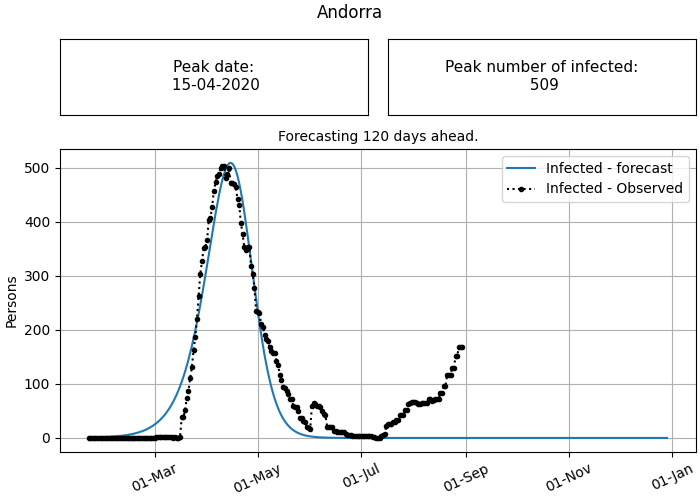 Andorra
Peak date:
15-04-2020
Peak number of infected:
509
Forecasting 120 days ahead.
Infected - forecast
Infected - Observed
Persons
500
400
300
200
100
0
01-Mar
01-May
01-Jul
01-Sep
01-Nov
01-Jan